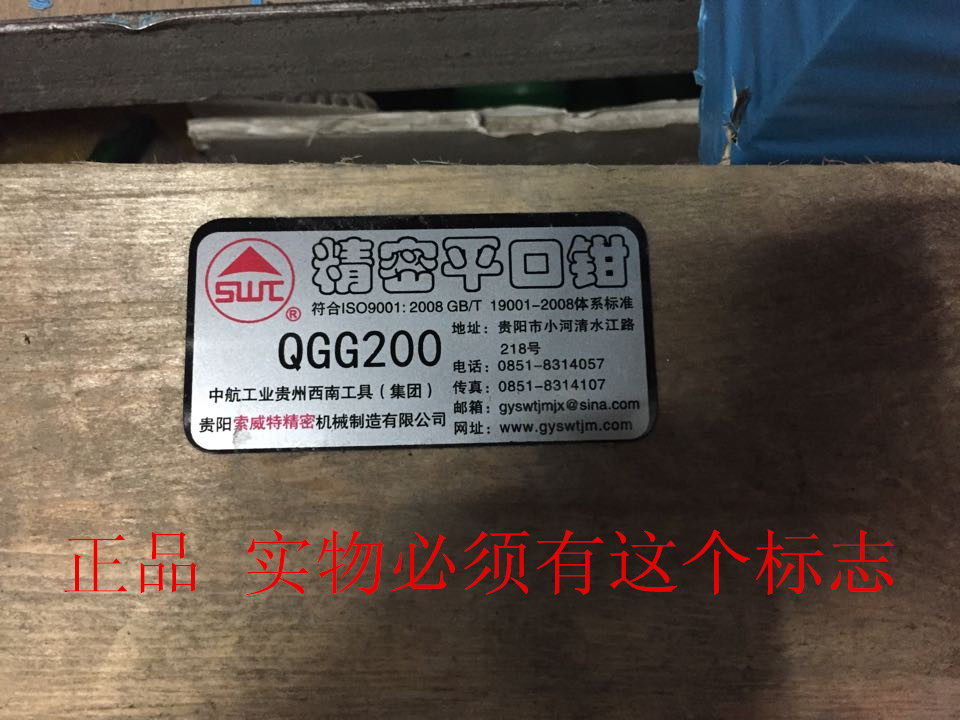 SWT
®
精密平口钳
符合ISO9001:2008 GB/T 19001-2008体系标准
QGG200
地址：贵阳市小河清水江路
218号
电话：0851-8314057
传真：0851-8314107
邮箱：gyswtjmjx@sina.com
网址：www.gyswtjm.com
中航工业贵州西南工具（集团）
贵阳索威特精密机械制造有限公司
正品 实物必须有这个标志